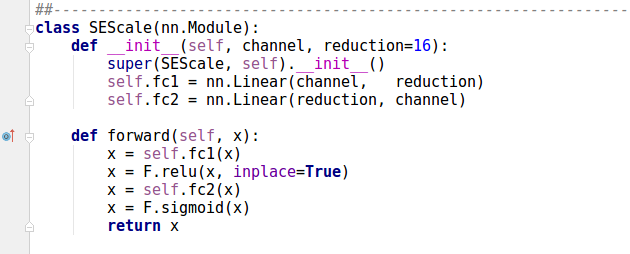 ##----------------------------------------------------------------
class SEScale(nn.Module):
    def __init__(self, channel, reduction=16):
        super(SEScale, self).__init__()
        self.fc1 = nn.Linear(channel,   reduction)
        self.fc2 = nn.Linear(reduction, channel)
    def forward(self, x):
        x = self.fc1(x)
        x = F.relu(x, inplace=True)
        x = self.fc2(x)
        x = F.sigmoid(x)
        return x